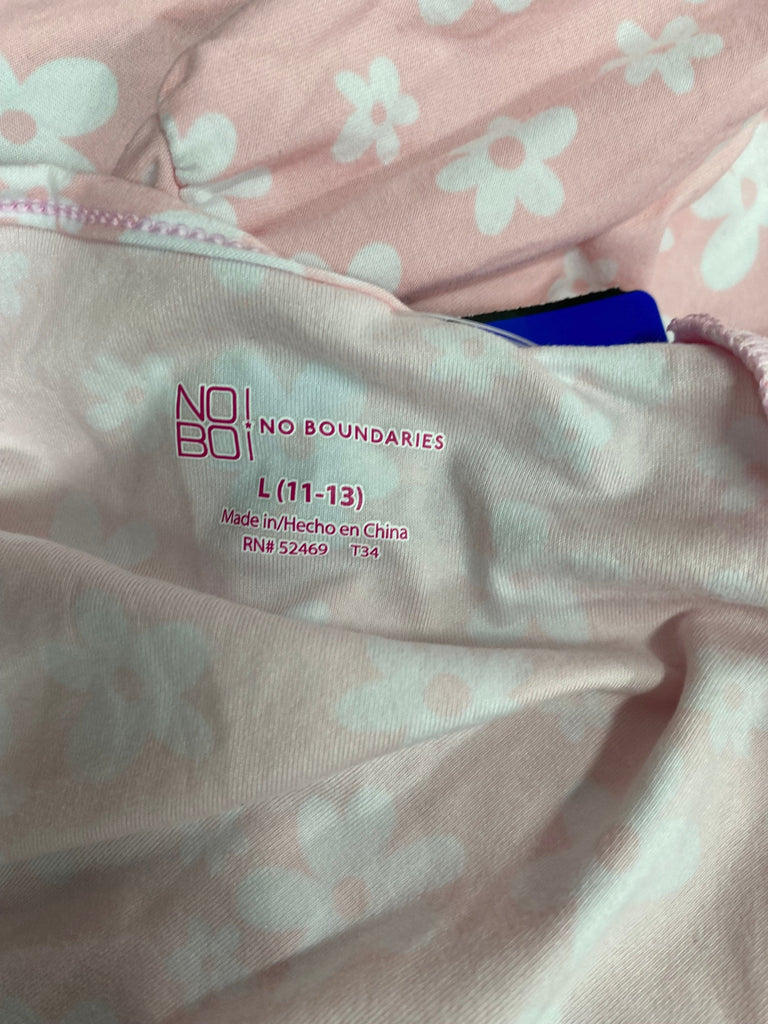 NO
BO
NO BOUNDARIES
L (11-13)
Made in/Hecho en China
RN# 52469 T34